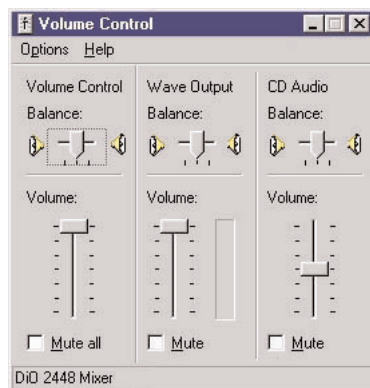 Volume Control
Options Help
Volume Control
Balance:
Volume:
Mute all
Wave Output
Balance:
Volume:
Mute
CD Audio
Balance:
Volume:
Mute
DiO 2448 Mixer